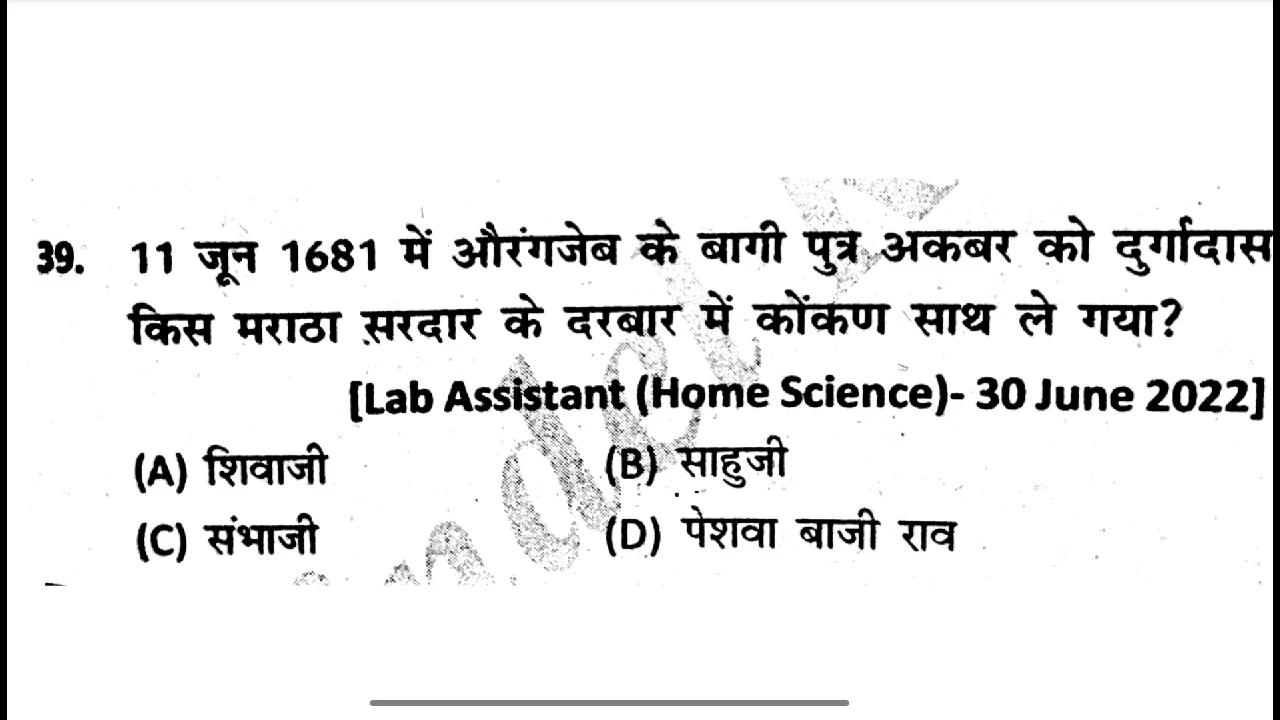 39. 11 जून 1681 में औरंगजेब के बागी पुत्र अकबर को दुर्गादास
किस मराठा सरदार के दरबार में कोंकण साथ ले गया?
[Lab Assistant (Home Science)- 30 June 2022]
(A) शिवाजी (B) साहुजी
(C) संभाजी (D) पेशवा बाजी राव